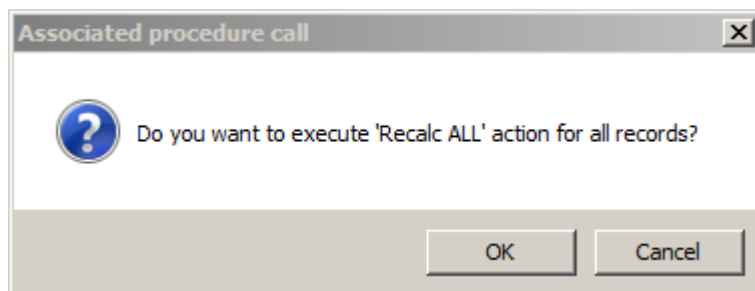 Associated procedure call
Do you want to execute 'Recalc ALL' action for all records?
OK
Cancel